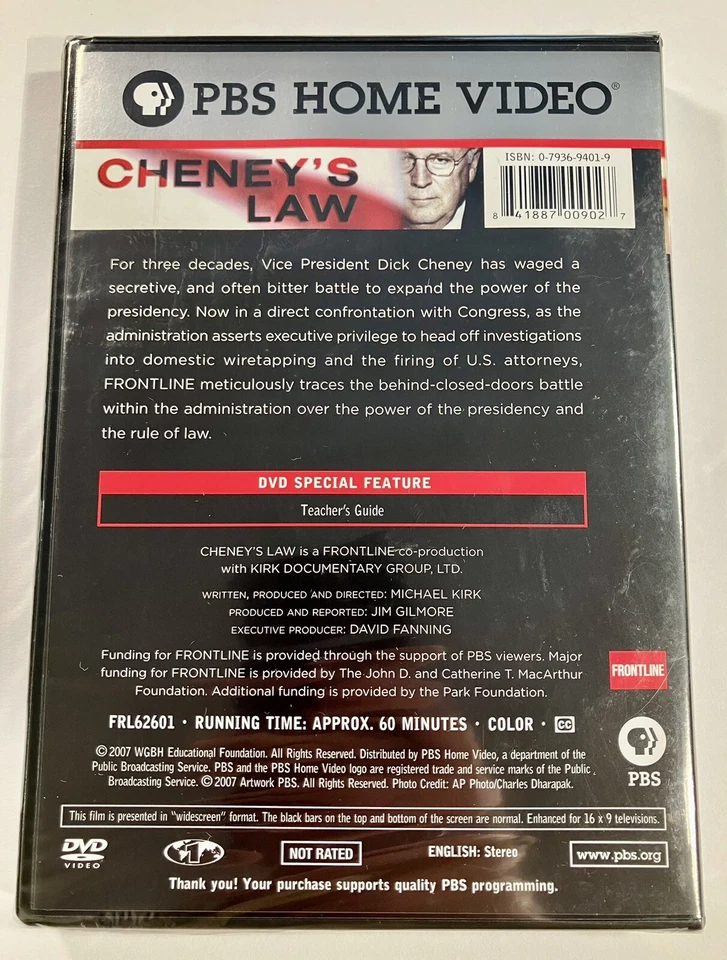 PBS HOME VIDEO®
CHENEY'S
LAW
ISBN: 0-7936-9401-9
8 41887 00902 7
For three decades, Vice President Dick Cheney has waged a
secretive, and often bitter battle to expand the power of the
presidency. Now in a direct confrontation with Congress, as the
administration asserts executive privilege to head off investigations
into domestic wiretapping and the firing of U.S. attorneys,
FRONTLINE meticulously traces the behind-closed-doors battle
within the administration over the power of the presidency and
the rule of law.
DVD SPECIAL FEATURE
Teacher's Guide
CHENEY'S LAW is a FRONTLINE co-production
with KIRK DOCUMENTARY GROUP, LTD.
WRITTEN, PRODUCED AND DIRECTED: MICHAEL KIRK
PRODUCED AND REPORTED: JIM GILMORE
EXECUTIVE PRODUCER: DAVID FANNING
Funding for FRONTLINE is provided through the support of PBS viewers. Major
funding for FRONTLINE is provided by The John D. and Catherine T. MacArthur
Foundation. Additional funding is provided by the Park Foundation.
FRONTLINE
FRL62601 • RUNNING TIME: APPROX. 60 MINUTES • COLOR • CC
©2007 WGBH Educational Foundation. All Rights Reserved. Distributed by PBS Home Video, a department of the
Public Broadcasting Service. PBS and the PBS Home Video logo are registered trade and service marks of the Public
Broadcasting Service. ©2007 Artwork PBS. All Rights Reserved. Photo Credit: AP Photo/Charles Dharapak.
PBS
This film is presented in "widescreen" format. The black bars on the top and bottom of the screen are normal. Enhanced for 16 x 9 televisions.
DVD
VIDEO
1
NOT RATED
ENGLISH: Stereo
www.pbs.org
Thank you! Your purchase supports quality PBS programming.